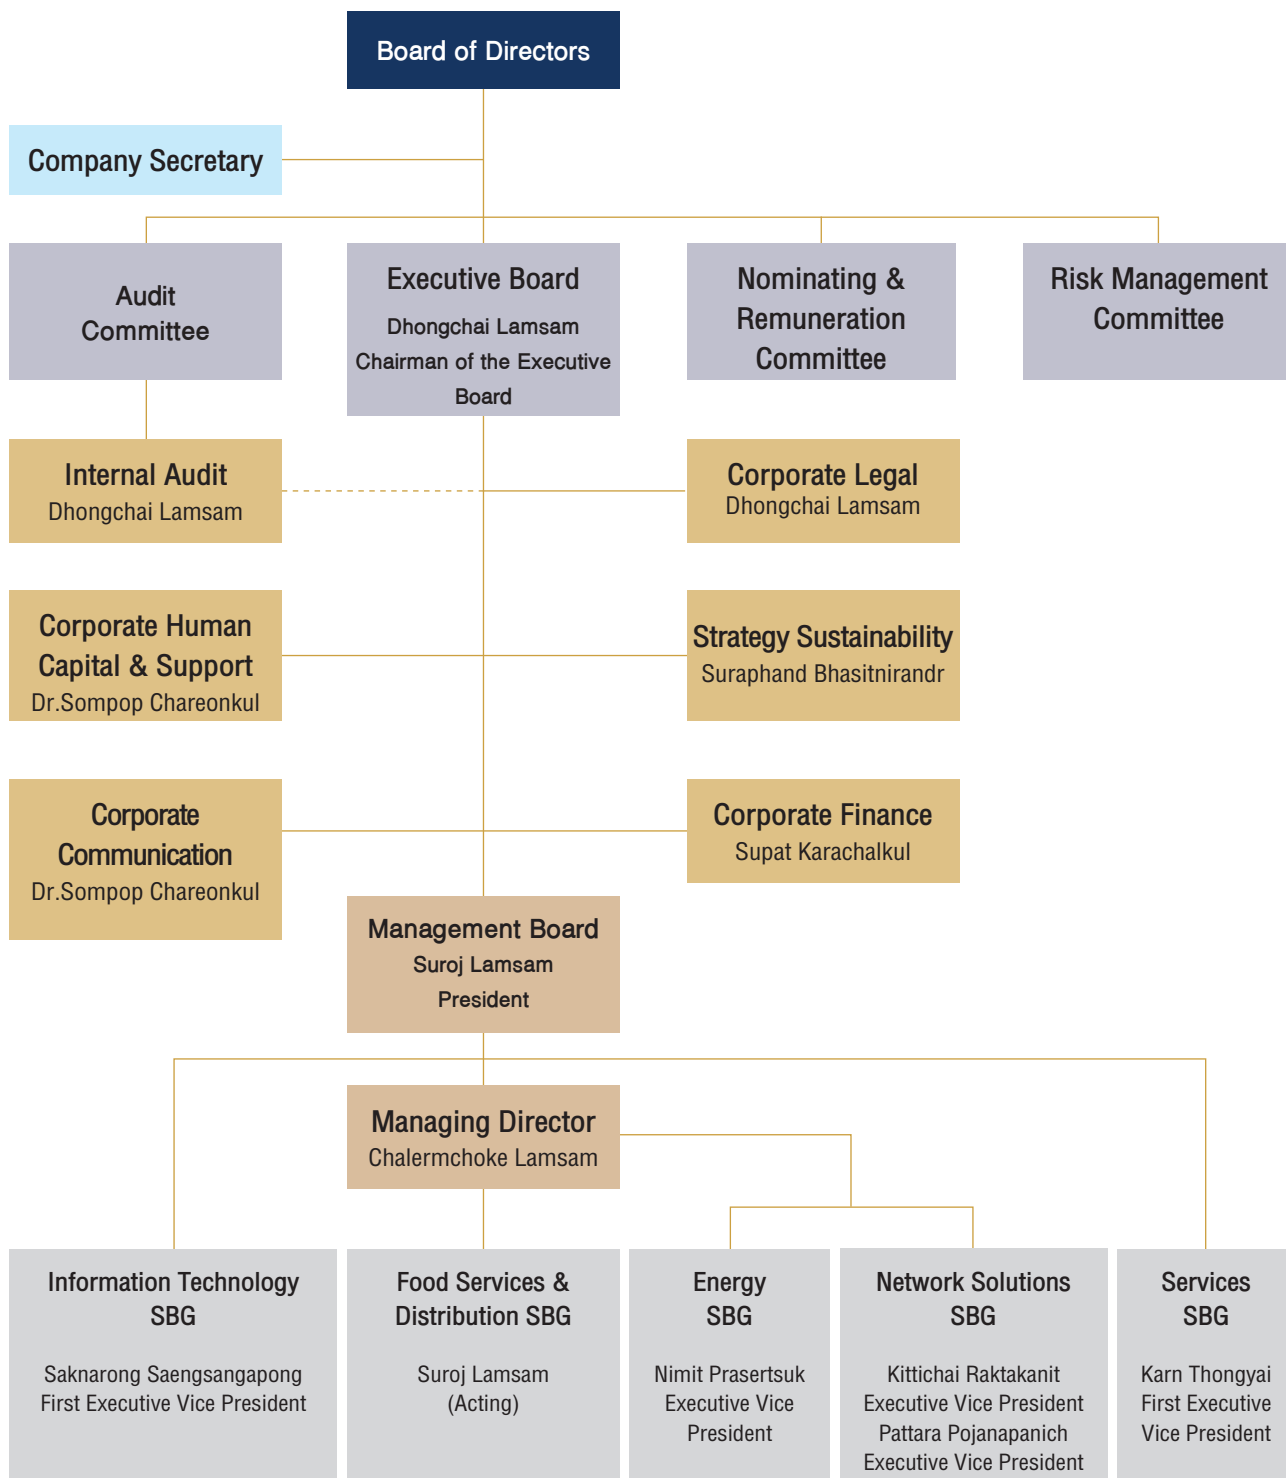 Board of Directors
Company Secretary
Audit
Committee
Executive Board
Dhongchai Lamsam
Chairman of the Executive
Board
Nominating &
Remuneration
Committee
Risk Management
Committee
Internal Audit
Dhongchai Lamsam
Corporate Legal
Dhongchai Lamsam
Corporate Human
Capital & Support
Dr.Sompop Chareonkul
Strategy Sustainability
Suraphand Bhasitnirandr
Corporate
Communication
Dr.Sompop Chareonkul
Corporate Finance
Supat Karachalkul
Management Board
Suroj Lamsam
President
Managing Director
Chalermchoke Lamsam
Information Technology
SBG
Saknarong Saengsangapong
First Executive Vice President
Food Services &
Distribution SBG
Suroj Lamsam
(Acting)
Energy
SBG
Nimit Prasertsuk
Executive Vice
President
Network Solutions
SBG
Kittichai Raktakanit
Executive Vice President
Pattara Pojanapanich
Executive Vice President
Services
SBG
Karn Thongyai
First Executive
Vice President